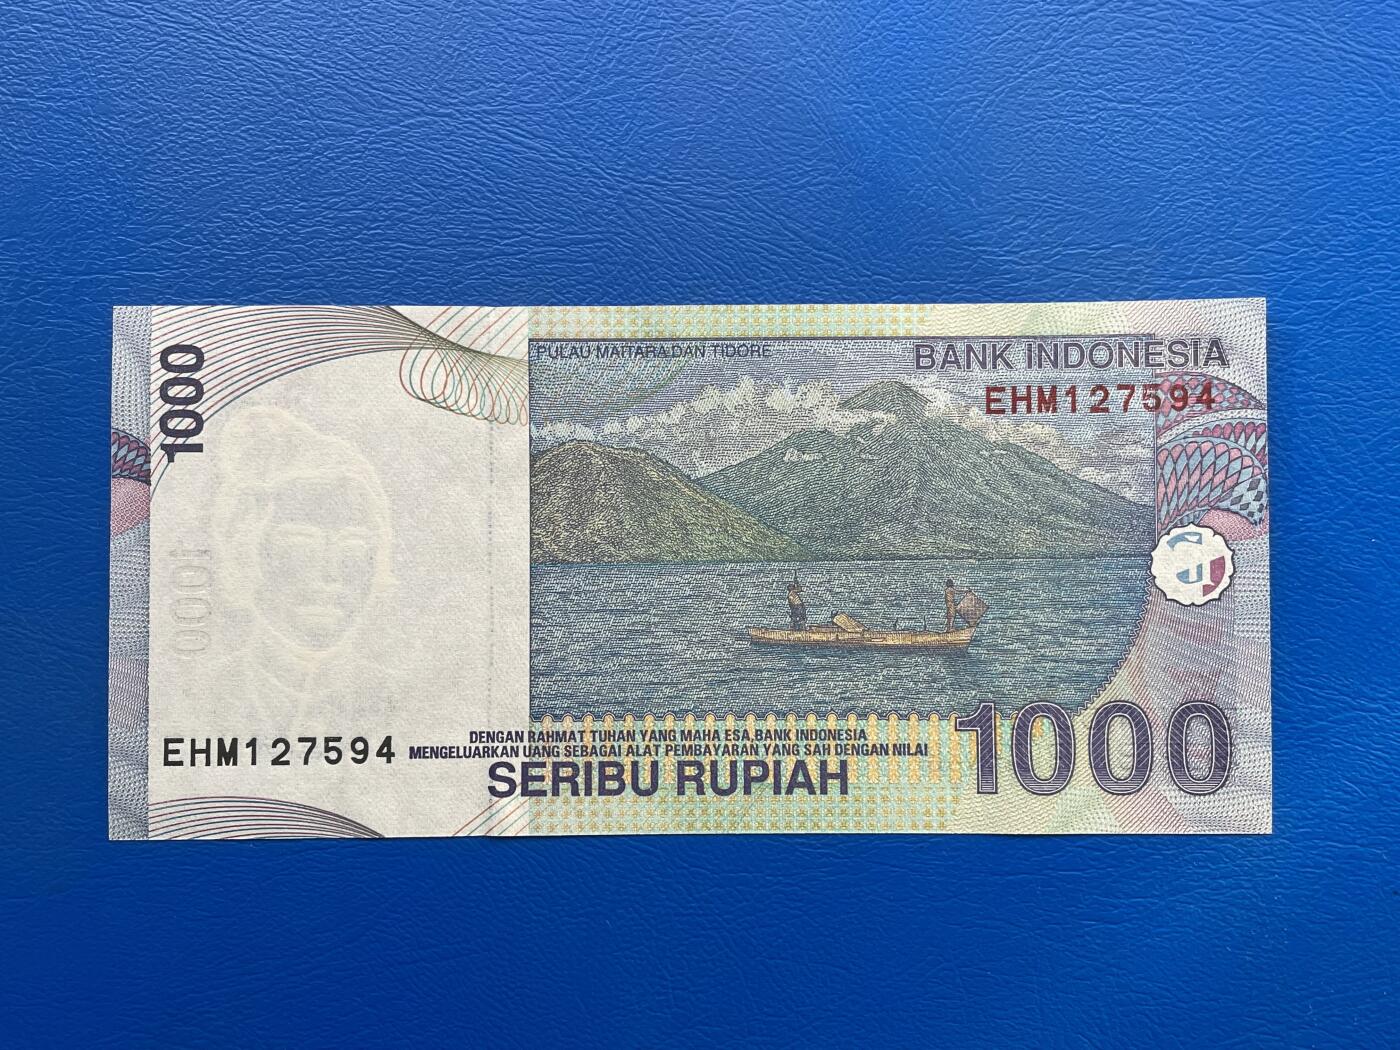 1000
PULAU MAITARA DAN TIDORE
BANK INDONESIA
EHM127594
1000
EHM127594
DENGAN RAHMAT TUHAN YANG MAHA ESA, BANK INDONESIA
MENGELUARKAN UANG SEBAGAI ALAT PEMBAYARAN YANG SAH DENGAN NILAI
SERIBU RUPIAH
1000